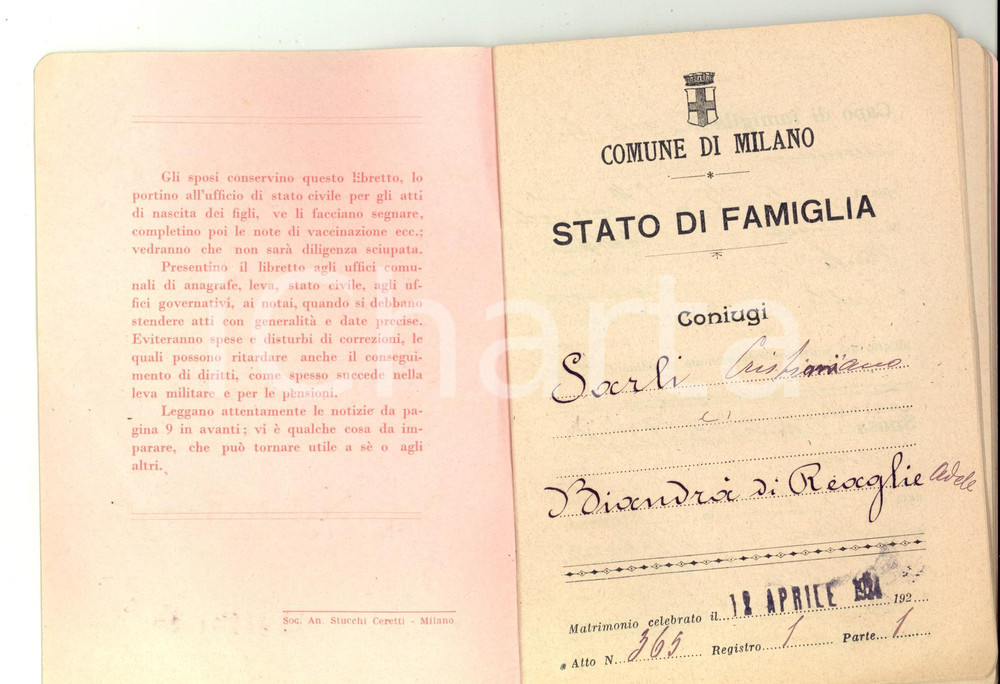 Gli sposi conservino questo libretto, lo
portino all'ufficio di stato civile per gli atti
di nascita dei figli, ve li facciano segnare,
completino poi le note di vaccinazione ecc.;
vedranno che non sarà diligenza sciupata.
Presentino il libretto agli uffici comu-
nali di anagrafe, leva, stato civile, agli uf-
fici governativi, ai notai, quando si debbano
stendere atti con generalità e date precise.
Eviteranno spese e disturbi di correzioni, le
quali possono ritardare anche il consegui-
mento di diritti, come spesso succede nella
leva militare e per le pensioni.
Leggano attentamente le notizie da pa-
gina 9 in avanti; vi è qualche cosa da im-
parare, che può tornare utile a sè o agli
altri.
Soc. An. Stucchi Ceretti - Milano
COMUNE DI MILANO
STATO DI FAMIGLIA
Coniugi
Sarli Cristianiano
e
Biandrà di Reaglie Adele
Matrimonio celebrato il 12 APRILE 192
Atto N. 365 Registro 1 Parte 1
Charta